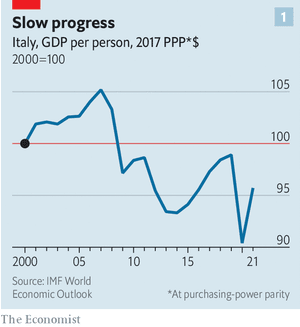 1
Slow progress
Italy, GDP per person, 2017 PPP*$
2000=100
105
100
95
90
2000 05 10 15 21
Source: IMF World
Economic Outlook
*At purchasing-power parity
The Economist